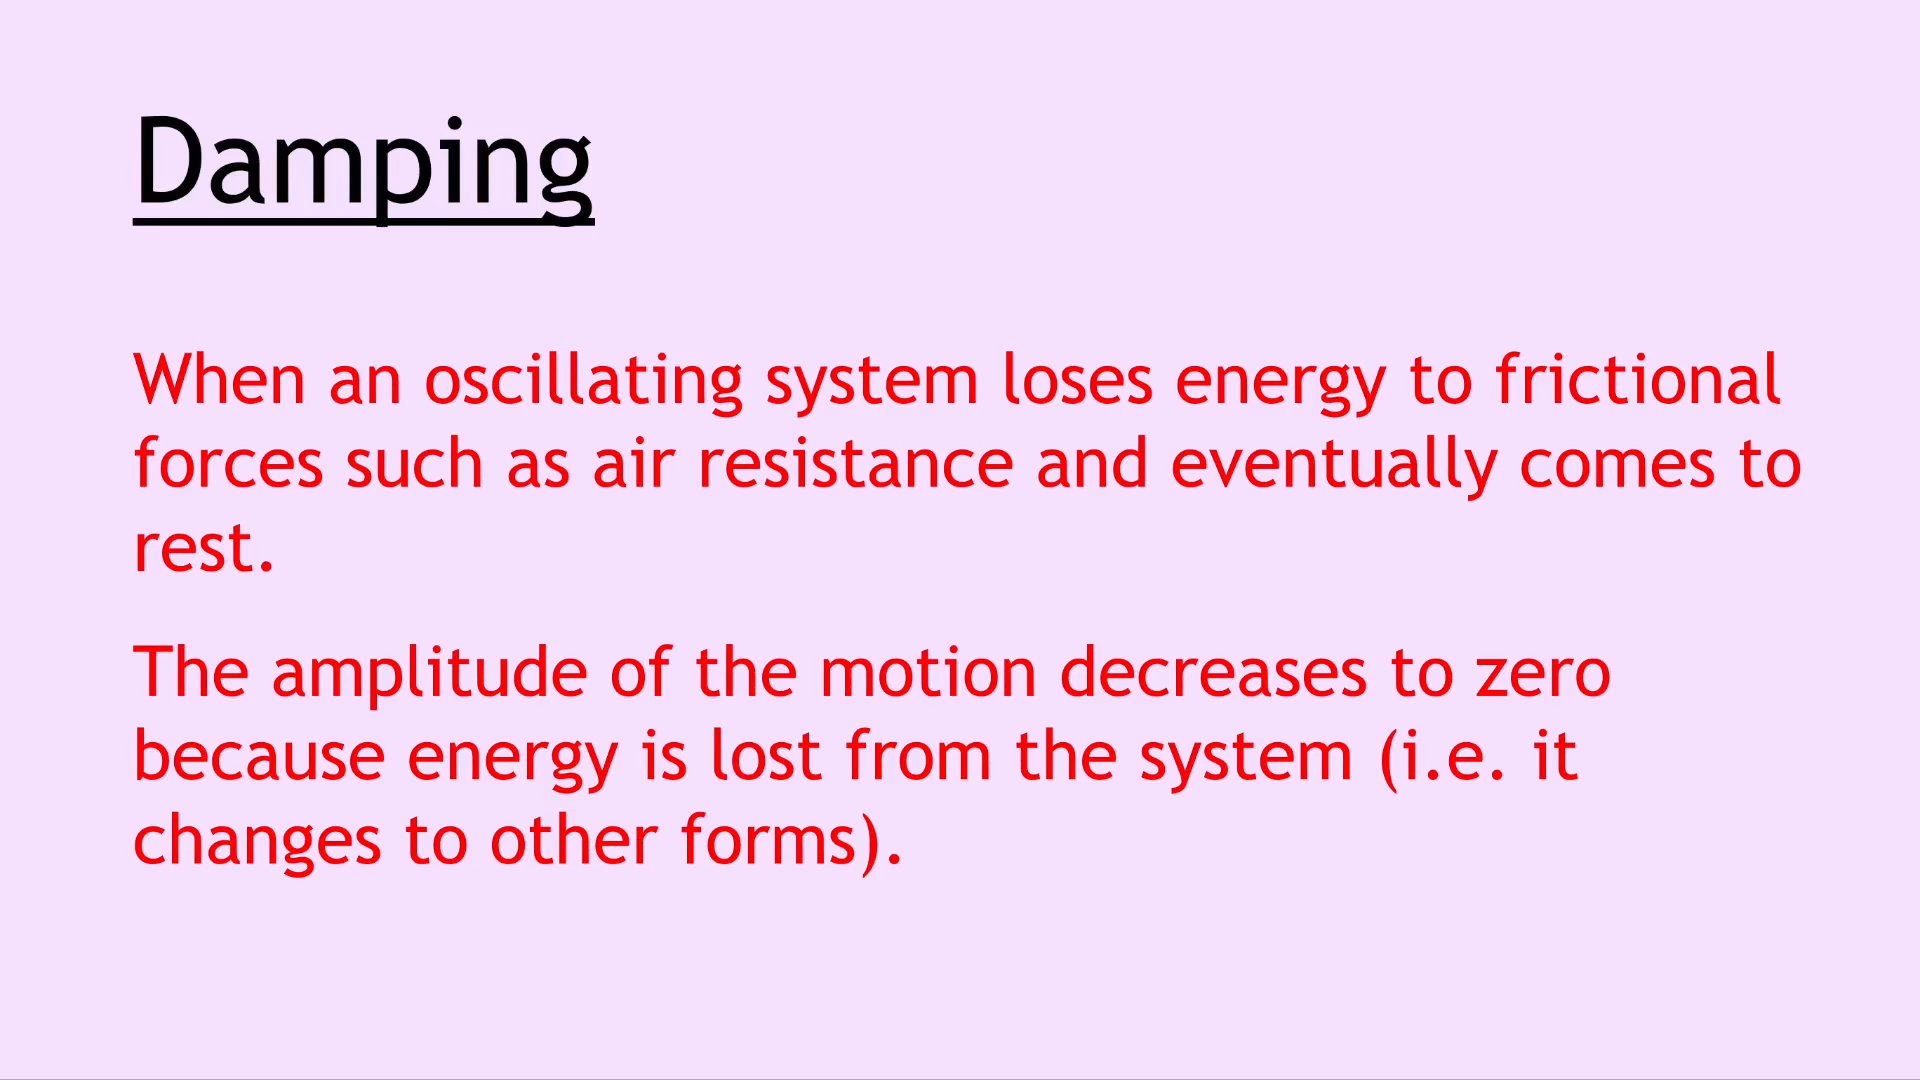 Damping
When an oscillating system loses energy to frictional
forces such as air resistance and eventually comes to
rest.
The amplitude of the motion decreases to zero
because energy is lost from the system (i.e. it
changes to other forms).